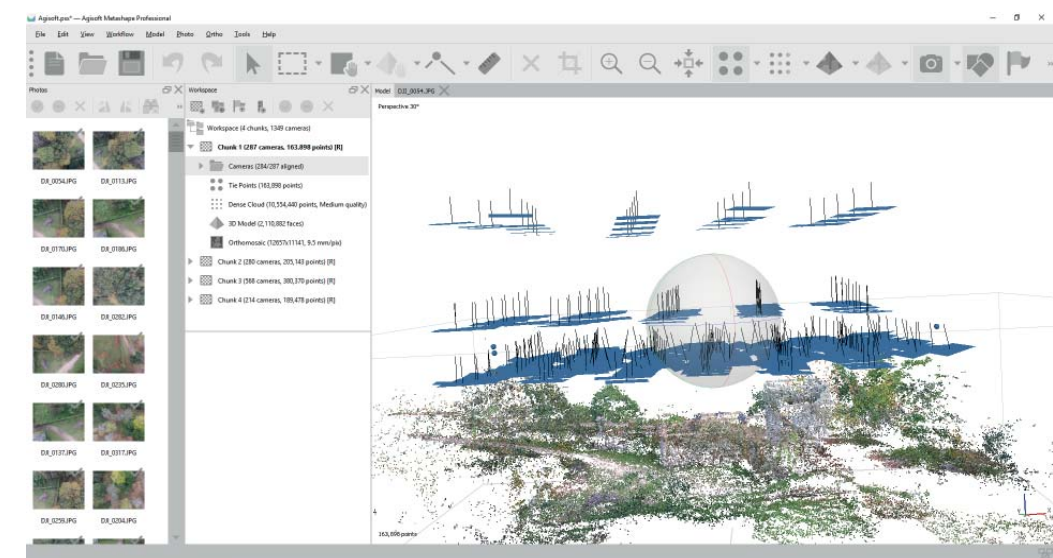 Agisoft.psx* — Agisoft Metashape Professional
File Edit View Workflow Model Photo Ortho Tools Help
Photos
Workspace
Model DJI_0054.JPG
Perspective 30°
Workspace (4 chunks, 1349 cameras)
Chunk 1 (287 cameras, 163,898 points) [R]
Cameras (284/287 aligned)
Tie Points (163,898 points)
Dense Cloud (10,554,440 points, Medium quality)
3D Model (2,110,882 faces)
Orthomosaic (12657x11141, 9.5 mm/pix)
Chunk 2 (280 cameras, 205,143 points) [R]
Chunk 3 (568 cameras, 380,370 points) [R]
Chunk 4 (214 cameras, 189,478 points) [R]
DJI_0054.JPG DJI_0113.JPG
DJI_0170.JPG DJI_0186.JPG
DJI_0146.JPG DJI_0282.JPG
DJI_0280.JPG DJI_0235.JPG
DJI_0137.JPG DJI_0317.JPG
DJI_0259.JPG DJI_0204.JPG
163,898 points